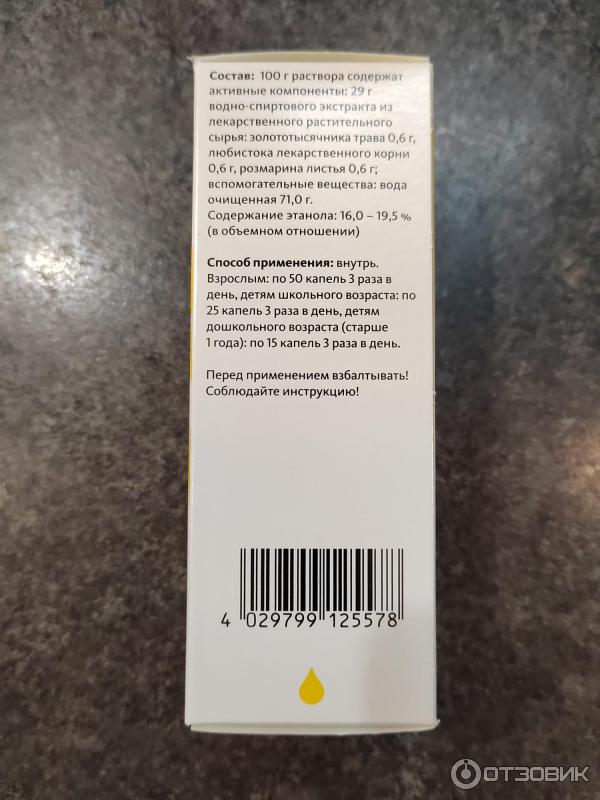 Состав: 100 г раствора содержат
активные компоненты: 29 г
водно-спиртового экстракта из
лекарственного растительного
сырья: золототысячника трава 0,6 г,
любистока лекарственного корни
0,6 г, розмарина листья 0,6 г;
вспомогательные вещества: вода
очищенная 71,0 г.
Содержание этанола: 16,0 – 19,5 %
(в объемном отношении)
Способ применения: внутрь.
Взрослым: по 50 капель 3 раза в
день, детям школьного возраста: по
25 капель 3 раза в день, детям
дошкольного возраста (старше
1 года): по 15 капель 3 раза в день.
Перед применением взбалтывать!
Соблюдайте инструкцию!
4 029799 125578
ОТЗОВИК